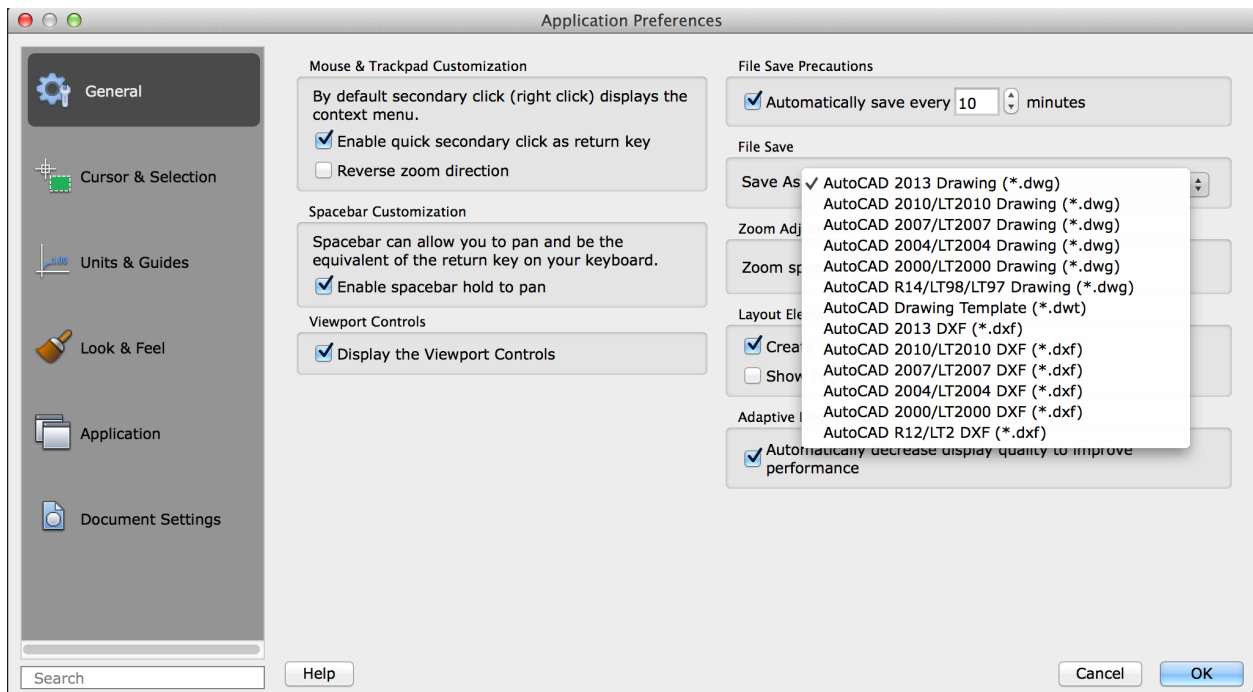 Application Preferences
General
Cursor & Selection
Units & Guides
Look & Feel
Application
Document Settings
Search
Mouse & Trackpad Customization
By default secondary click (right click) displays the
context menu.
Enable quick secondary click as return key
Reverse zoom direction
Spacebar Customization
Spacebar can allow you to pan and be the
equivalent of the return key on your keyboard.
Enable spacebar hold to pan
Viewport Controls
Display the Viewport Controls
File Save Precautions
Automatically save every 10 minutes
File Save
Save As
AutoCAD 2013 Drawing (*.dwg)
AutoCAD 2010/LT2010 Drawing (*.dwg)
AutoCAD 2007/LT2007 Drawing (*.dwg)
AutoCAD 2004/LT2004 Drawing (*.dwg)
AutoCAD 2000/LT2000 Drawing (*.dwg)
AutoCAD R14/LT98/LT97 Drawing (*.dwg)
AutoCAD Drawing Template (*.dwt)
AutoCAD 2013 DXF (*.dxf)
AutoCAD 2010/LT2010 DXF (*.dxf)
AutoCAD 2007/LT2007 DXF (*.dxf)
AutoCAD 2004/LT2004 DXF (*.dxf)
AutoCAD 2000/LT2000 DXF (*.dxf)
AutoCAD R12/LT2 DXF (*.dxf)
Zoom
Zoom
Layout
Show
Adaptive
Automatically decrease display quality to improve
performance
Help
Cancel
OK